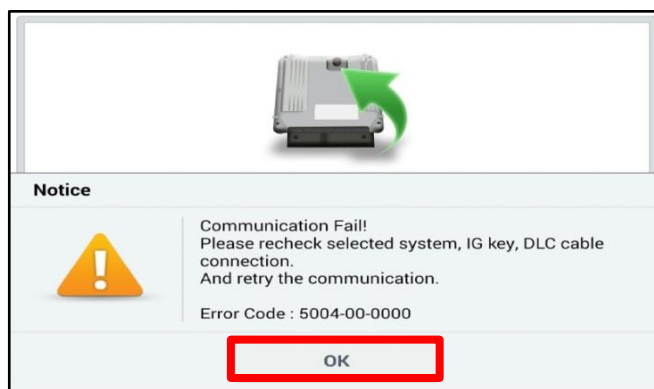 Notice
Communication Fail!
Please recheck selected system, IG key, DLC cable
connection.
And retry the communication.
Error Code : 5004-00-0000
OK